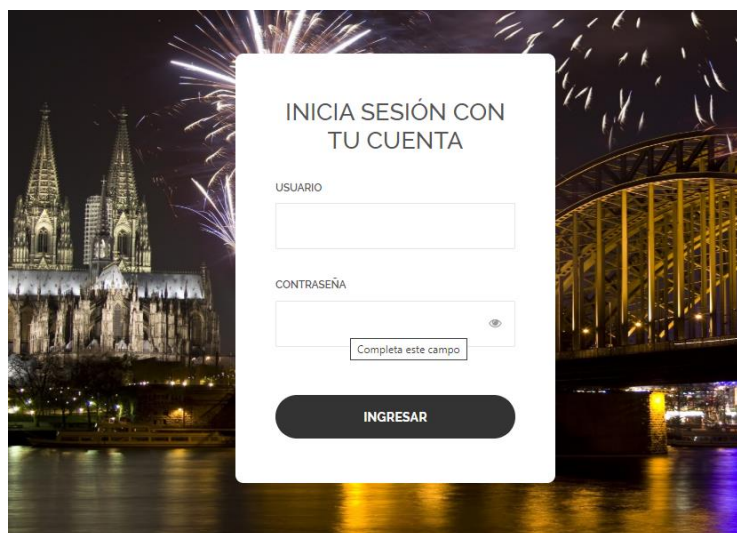 INICIA SESIÓN CON
TU CUENTA
USUARIO
CONTRASEÑA
Completa este campo
INGRESAR